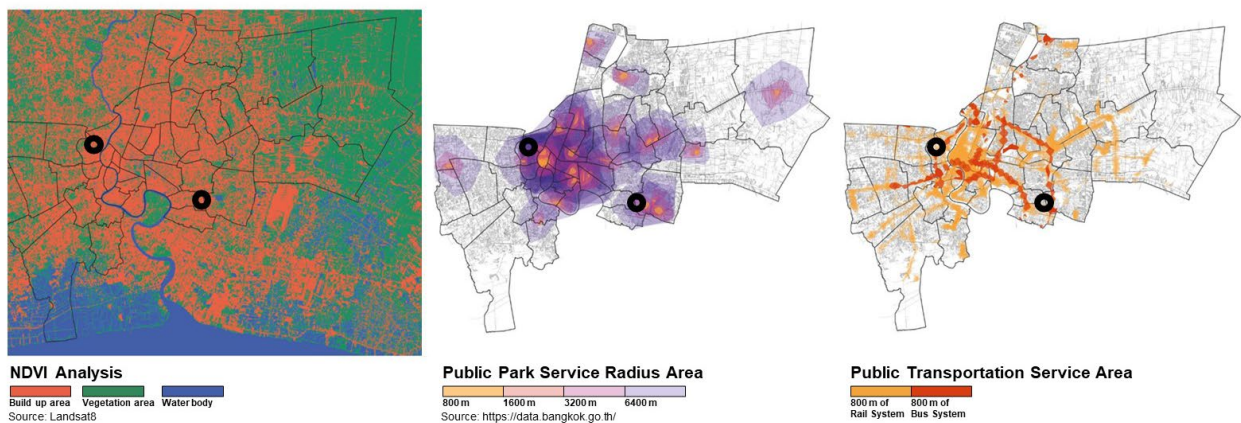 NDVI Analysis
Build up area Vegetation area Water body
Source: Landsat8
Public Park Service Radius Area
800 m 1600 m 3200 m 6400 m
Source: https://data.bangkok.go.th/
Public Transportation Service Area
800 m of 800 m of
Rail System Bus System